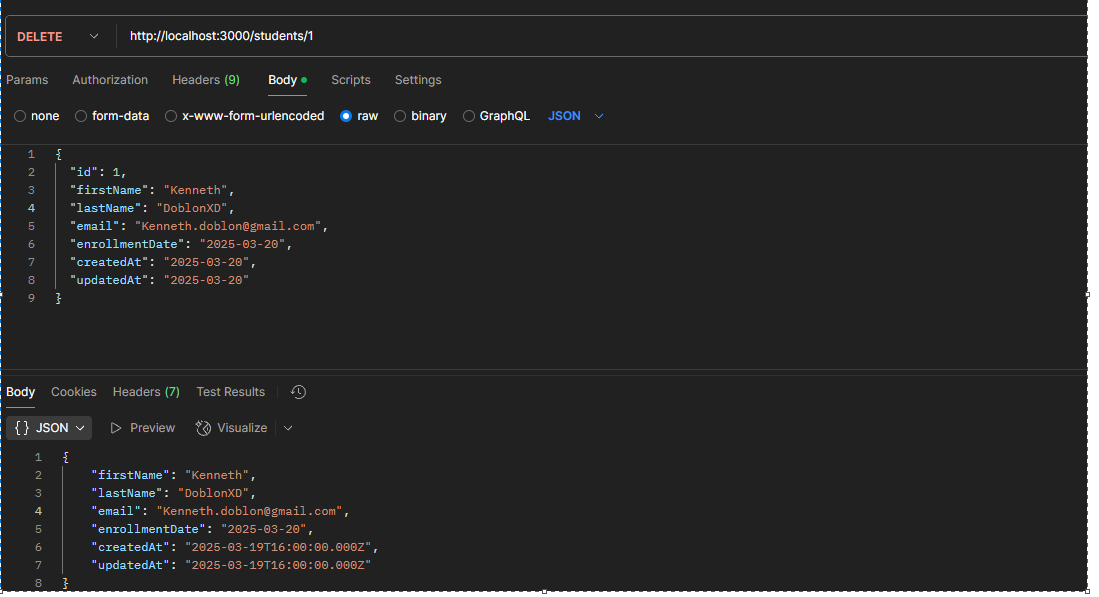 DELETE http://localhost:3000/students/1
Params Authorization Headers (9) Body Scripts Settings
none form-data x-www-form-urlencoded raw binary GraphQL JSON
1 {
2 "id": 1,
3 "firstName": "Kenneth",
4 "lastName": "DoblonXD",
5 "email": "Kenneth.doblon@gmail.com",
6 "enrollmentDate": "2025-03-20",
7 "createdAt": "2025-03-20",
8 "updatedAt": "2025-03-20"
9 }
Body Cookies Headers (7) Test Results
{} JSON Preview Visualize
1 {
2 "firstName": "Kenneth",
3 "lastName": "DoblonXD",
4 "email": "Kenneth.doblon@gmail.com",
5 "enrollmentDate": "2025-03-20",
6 "createdAt": "2025-03-19T16:00:00.000Z",
7 "updatedAt": "2025-03-19T16:00:00.000Z"
8 }